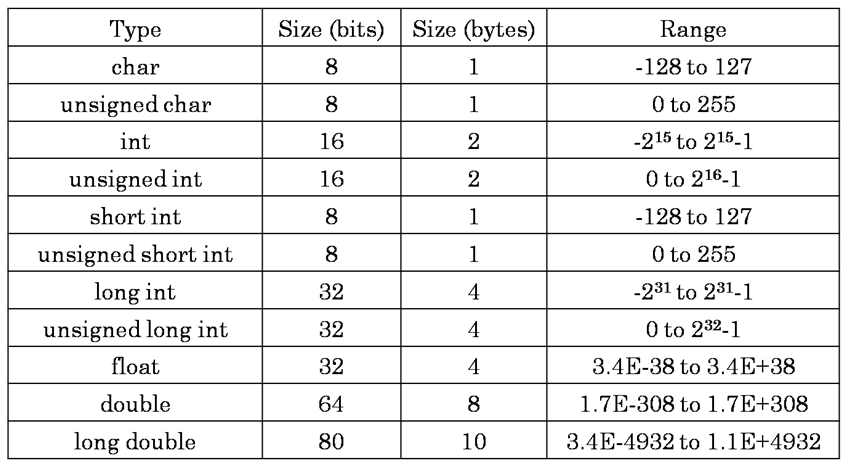 Type Size (bits) Size (bytes) Range
char 8 1 -128 to 127
unsigned char 8 1 0 to 255
int 16 2 -2¹⁵ to 2¹⁵-1
unsigned int 16 2 0 to 2¹⁶-1
short int 8 1 -128 to 127
unsigned short int 8 1 0 to 255
long int 32 4 -2³¹ to 2³¹-1
unsigned long int 32 4 0 to 2³²-1
float 32 4 3.4E-38 to 3.4E+38
double 64 8 1.7E-308 to 1.7E+308
long double 80 10 3.4E-4932 to 1.1E+4932